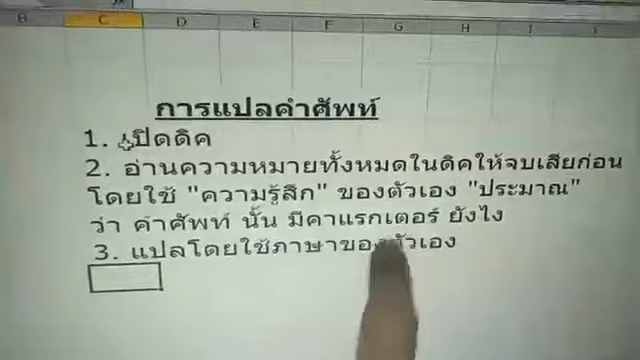 B C D E F G H I
การแปลคำศัพท์
1. เปิดดิค
2. อ่านความหมายทั้งหมดในดิคให้จบเสียก่อน
โดยใช้ "ความรู้สึก" ของตัวเอง "ประมาณ"
ว่า คำศัพท์ นั้น มีคาแรกเตอร์ ยังไง
3. แปลโดยใช้ภาษาของตัวเอง